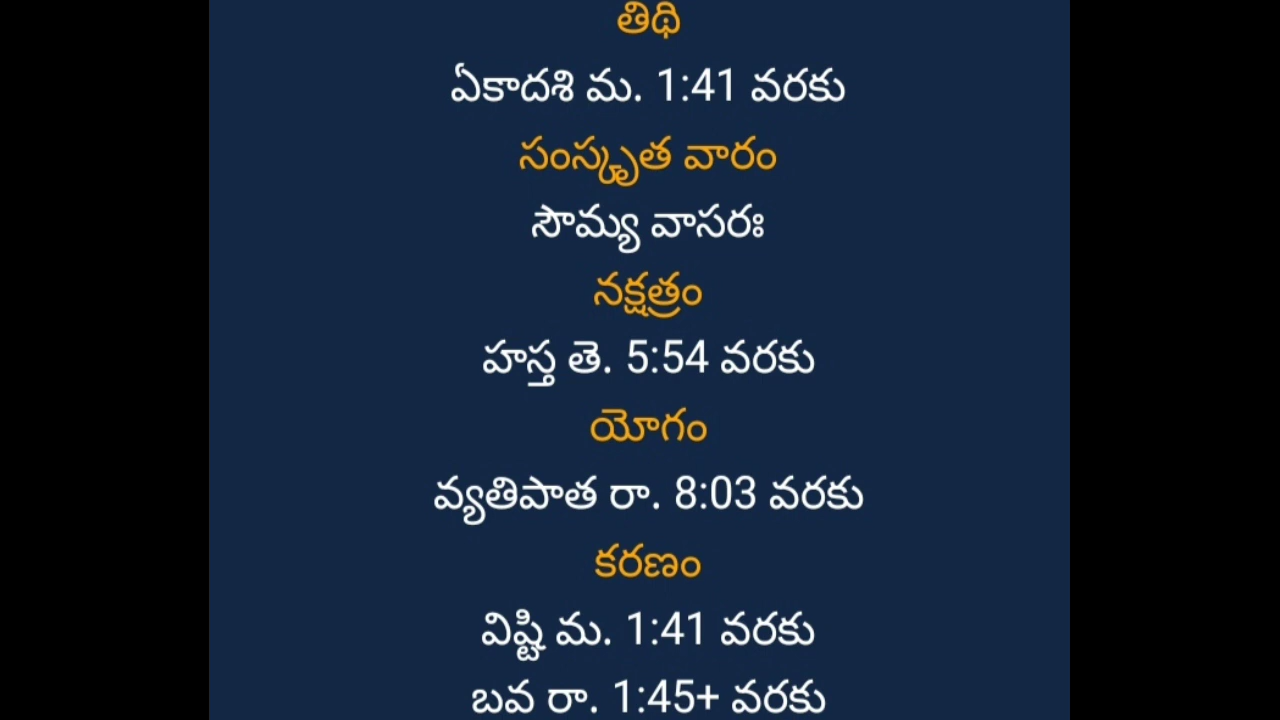 తిథి
ఏకాదశి మ. 1:41 వరకు
సంస్కృత వారం
సౌమ్య వాసరః
నక్షత్రం
హస్త తె. 5:54 వరకు
యోగం
వ్యతిపాత రా. 8:03 వరకు
కరణం
విష్టి మ. 1:41 వరకు
బవ రా. 1:45+ వరకు